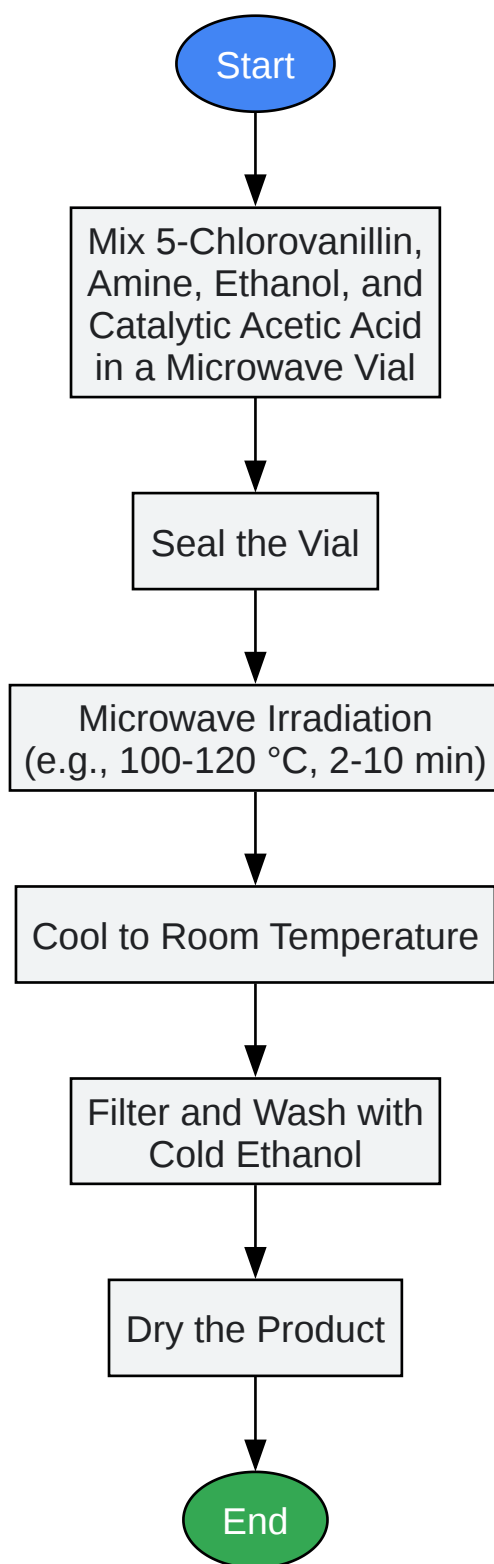 Start
Mix 5-Chlorovanillin,
Amine, Ethanol, and
Catalytic Acetic Acid
in a Microwave Vial
Seal the Vial
Microwave Irradiation
(e.g., 100-120 °C, 2-10 min)
Cool to Room Temperature
Filter and Wash with
Cold Ethanol
Dry the Product
End